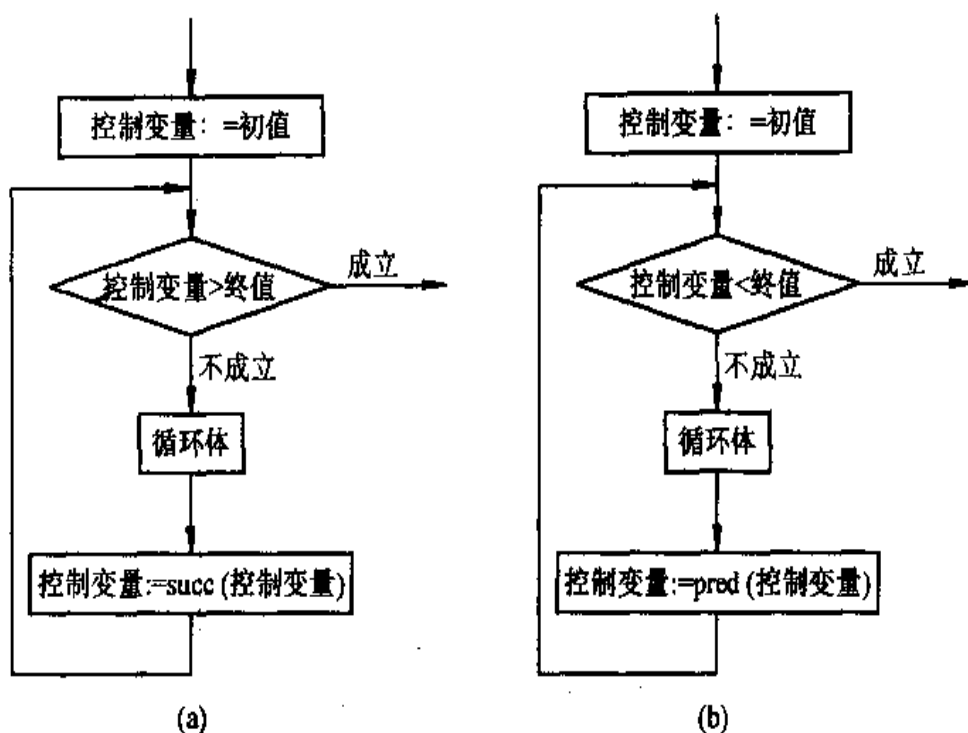 控制变量：=初值
控制变量>终值
成立
不成立
循环体
控制变量:=succ (控制变量)
(a)
控制变量：=初值
控制变量<终值
成立
不成立
循环体
控制变量:=pred (控制变量)
(b)